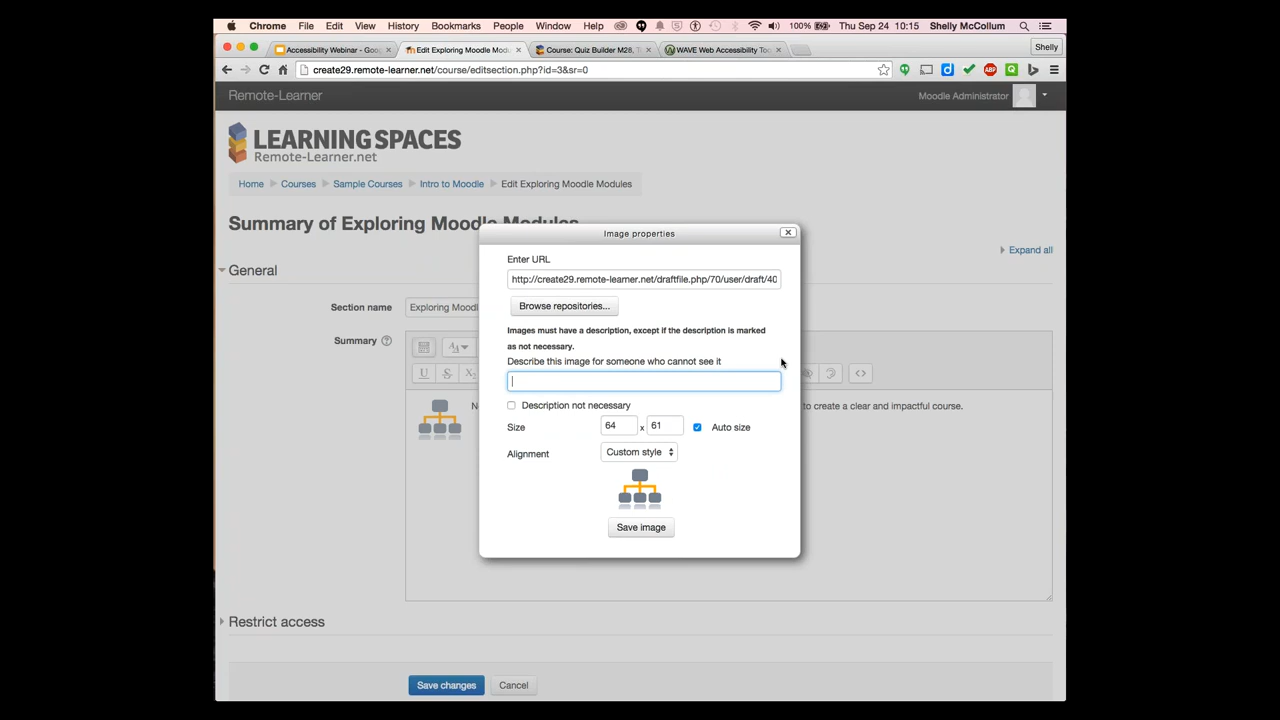 Chrome File Edit View History Bookmarks People Window Help 100% Thu Sep 24 10:15 Shelly McCollum
Accessibility Webinar - Goog Edit Exploring Moodle Modu Course: Quiz Builder M28, T WAVE Web Accessibility Too Shelly
create29.remote-learner.net/course/editsection.php?id=3&sr=0
Remote-Learner Moodle Administrator
LEARNING SPACES
Remote-Learner.net
Home Courses Sample Courses Intro to Moodle Edit Exploring Moodle Modules
Summary of Exploring Moodle Modules
Expand all
General
Section name Exploring Mood
Summary
to create a clear and impactful course.
Image properties
Enter URL
http://create29.remote-learner.net/draftfile.php/70/user/draft/40
Browse repositories...
Images must have a description, except if the description is marked
as not necessary.
Describe this image for someone who cannot see it
Description not necessary
Size 64 x 61 Auto size
Alignment Custom style
Save image
Restrict access
Save changes Cancel